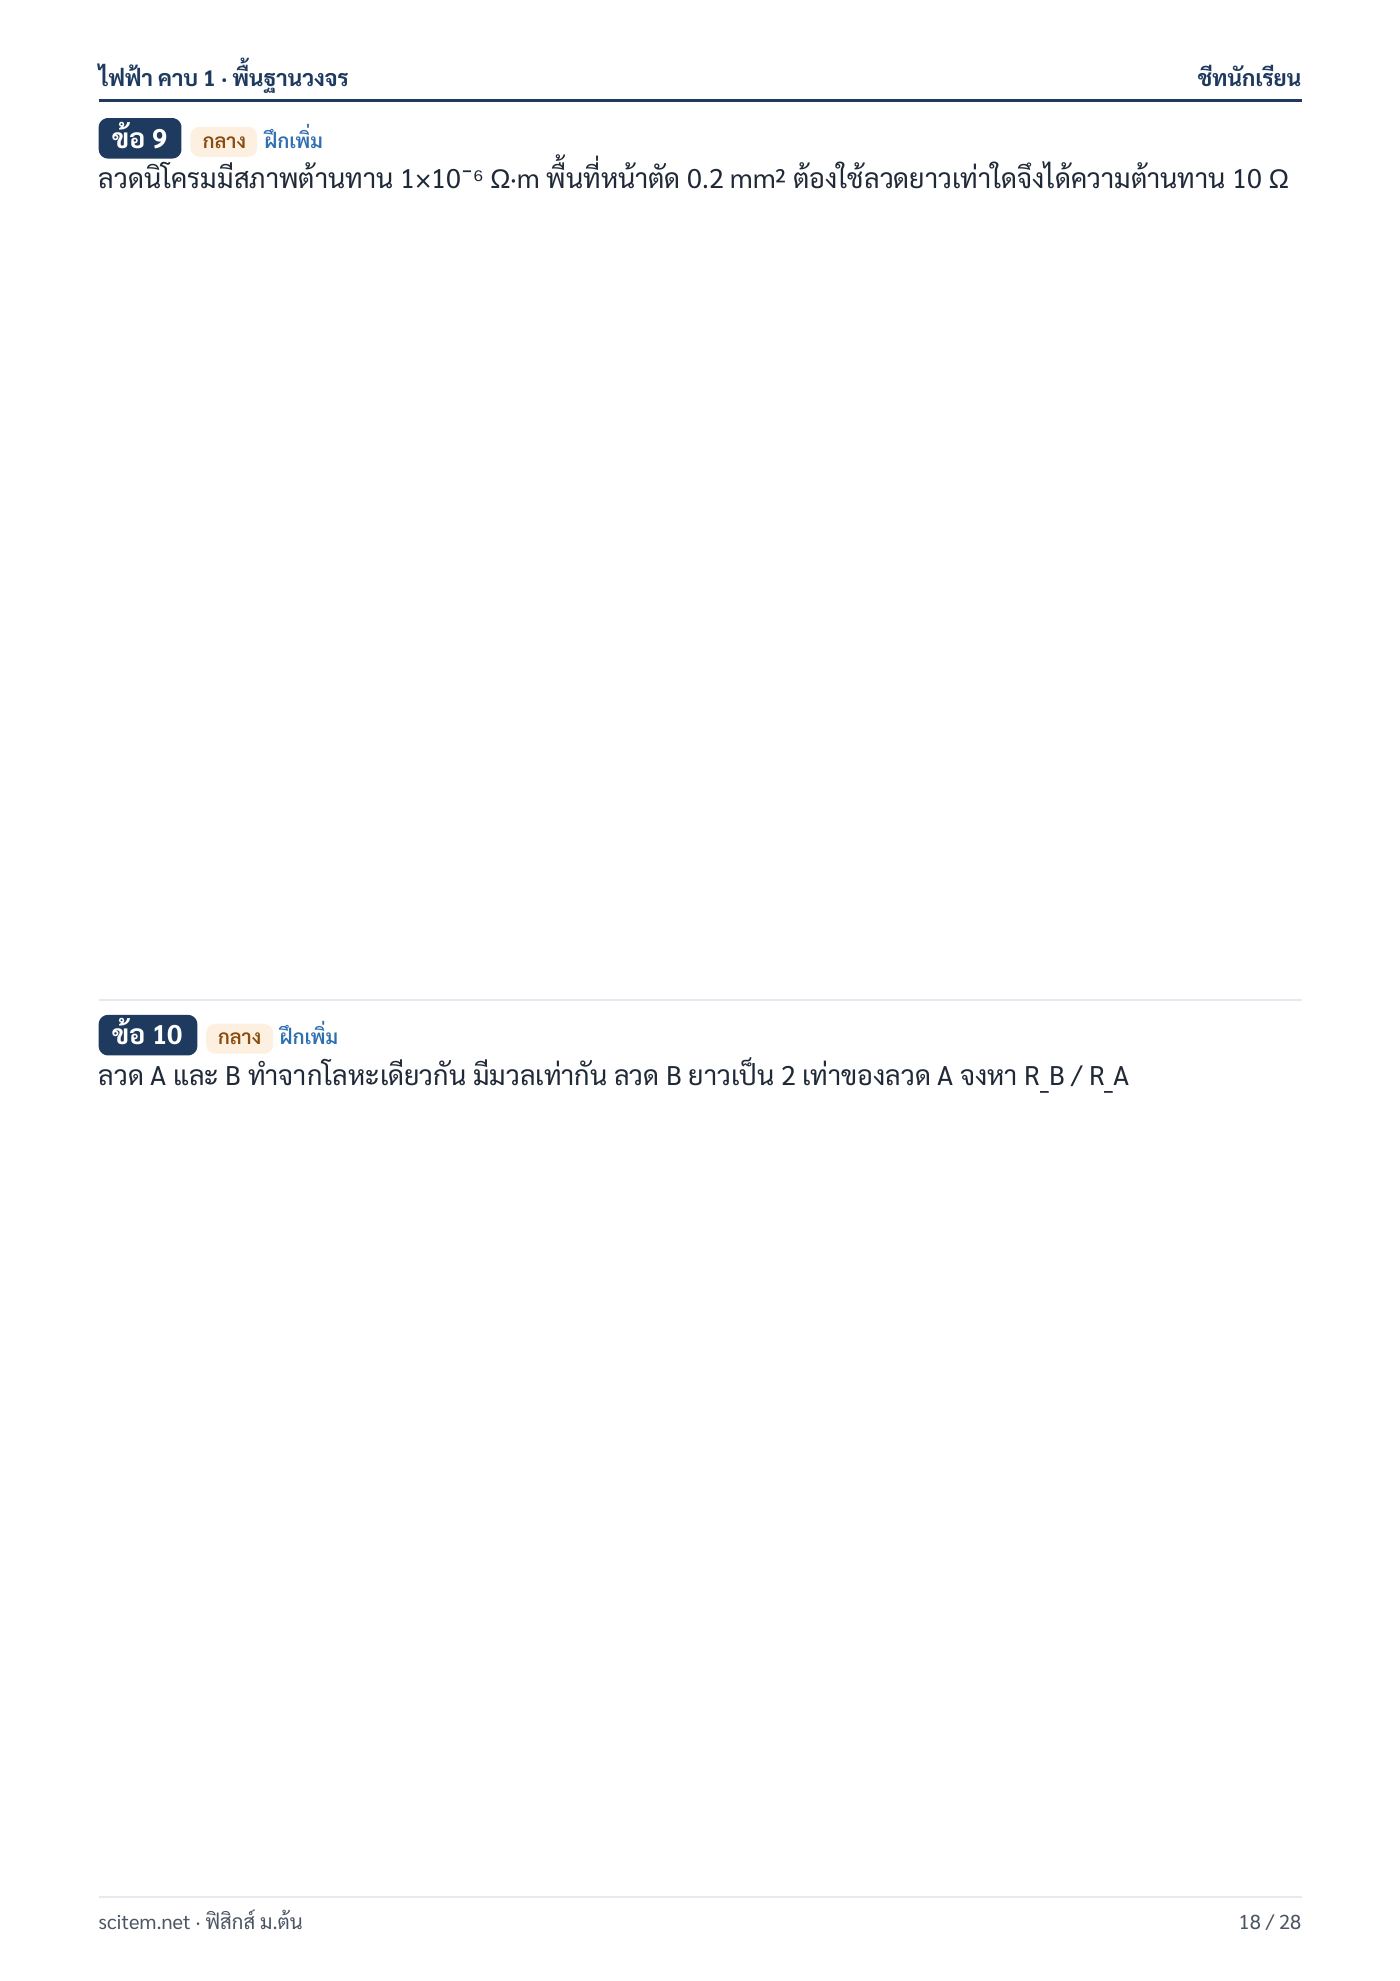 ไฟฟ้า คาบ 1 · พื้นฐานวงจร ชีทนักเรียน
ข้อ 9 กลาง ฝึกเพิ่ม
ลวดนิโครมมีสภาพต้านทาน 1×10⁻⁶ Ω·m พื้นที่หน้าตัด 0.2 mm² ต้องใช้ลวดยาวเท่าใดจึงได้ความต้านทาน 10 Ω
ข้อ 10 กลาง ฝึกเพิ่ม
ลวด A และ B ทำจากโลหะเดียวกัน มีมวลเท่ากัน ลวด B ยาวเป็น 2 เท่าของลวด A จงหา R_B / R_A
scitem.net · ฟิสิกส์ ม.ต้น 18 / 28